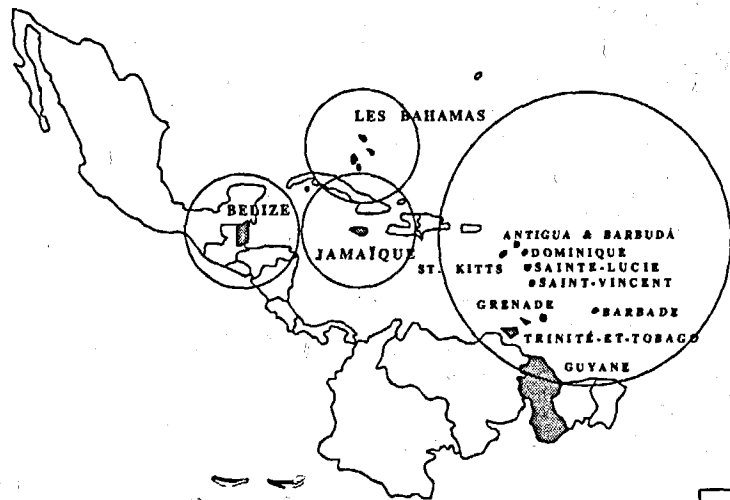 LES BAHAMAS
BELIZE
JAMAÏQUE
ANTIGUA & BARBUDA
DOMINIQUE
ST. KITTS
SAINTE-LUCIE
SAINT-VINCENT
GRENADE
BARBADE
TRINITÉ-ET-TOBAGO
GUYANE